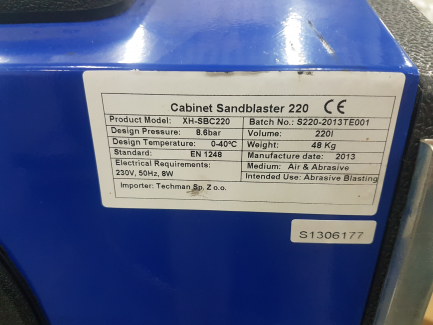 Cabinet Sandblaster 220 CE
Product Model: XH-SBC220 Batch No.: S220-2013TE001
Design Pressure: 8.6bar Volume: 220l
Design Temperature: 0-40°C Weight: 48 Kg
Standard: EN 1248 Manufacture date: 2013
Electrical Requirements: Medium: Air & Abrasive
230V, 50Hz, 8W Intended Use: Abrasive Blasting
Importer: Techman Sp. Z o.o.
S1306177